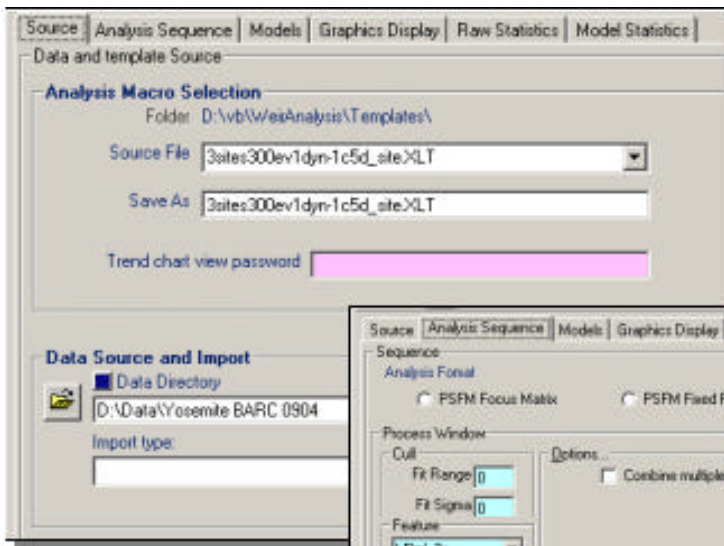 Source Analysis Sequence Models Graphics Display Raw Statistics Model Statistics
Data and template Source
Analysis Macro Selection
Folder D:\vb\WeirAnalysis\Templates\
Source File 3sites300ev1dyn-1c5d_site.XLT
Save As 3sites300ev1dyn-1c5d_site.XLT
Trend chart view password
Data Source and Import
Data Directory
D:\Data\Yosemite BARC 0904
Import type:
Source Analysis Sequence Models Graphics Display
Sequence
Analysis Fomat
PSFM Focus Matrix PSFM Fixed
Process Window
Cull
Fit Range 0
Fit Sigma 0
Feature
Options...
Combine multiple